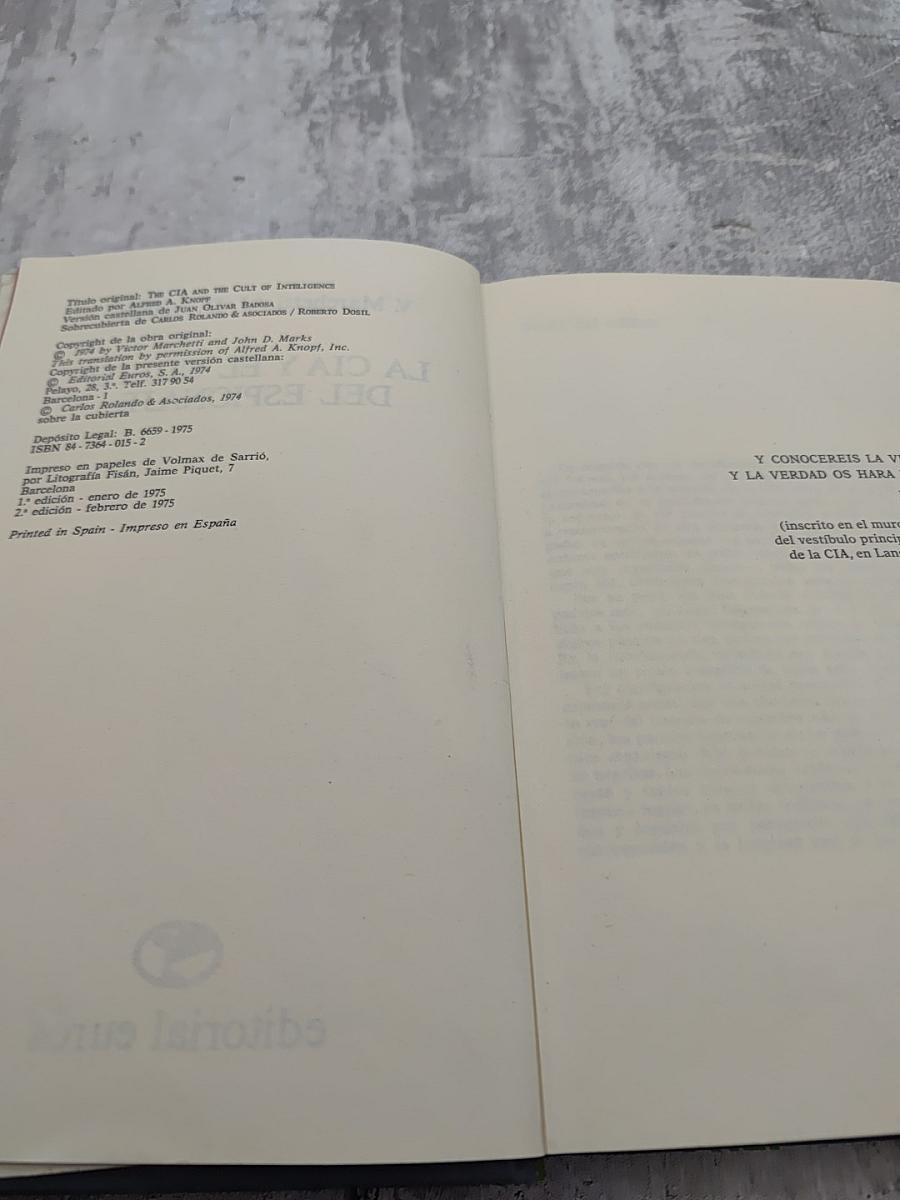 Título original: THE CIA AND THE CULT OF INTELIGENCE
Editado por ALFRED A. KNOPF
Versión castellana de JUAN OLIVAR BADOSA
Sobrecubierta de CARLOS ROLANDO & ASOCIADOS / ROBERTO DOSIL
Copyright de la obra original:
© 1974 by Victor Marchetti and John D. Marks
This translation by permission of Alfred A. Knopf, Inc.
Copyright de la presente versión castellana:
© Editorial Euros, S. A., 1974
Pelayo, 28, 3.º. Telf. 317 90 54
Barcelona - 1
© Carlos Rolando & Asociados, 1974
sobre la cubierta
Depósito Legal: B. 6659 - 1975
ISBN 84 - 7364 - 015 - 2
Impreso en papeles de Volmax de Sarrió,
por Litografía Fisán, Jaime Piquet, 7
Barcelona
1.ª edición - enero de 1975
2.ª edición - febrero de 1975
Printed in Spain - Impreso en España
editorial euros
Y CONOCEREIS LA
Y LA VERDAD OS HARA
(inscrito en el
del vestíbulo
de la CIA, en